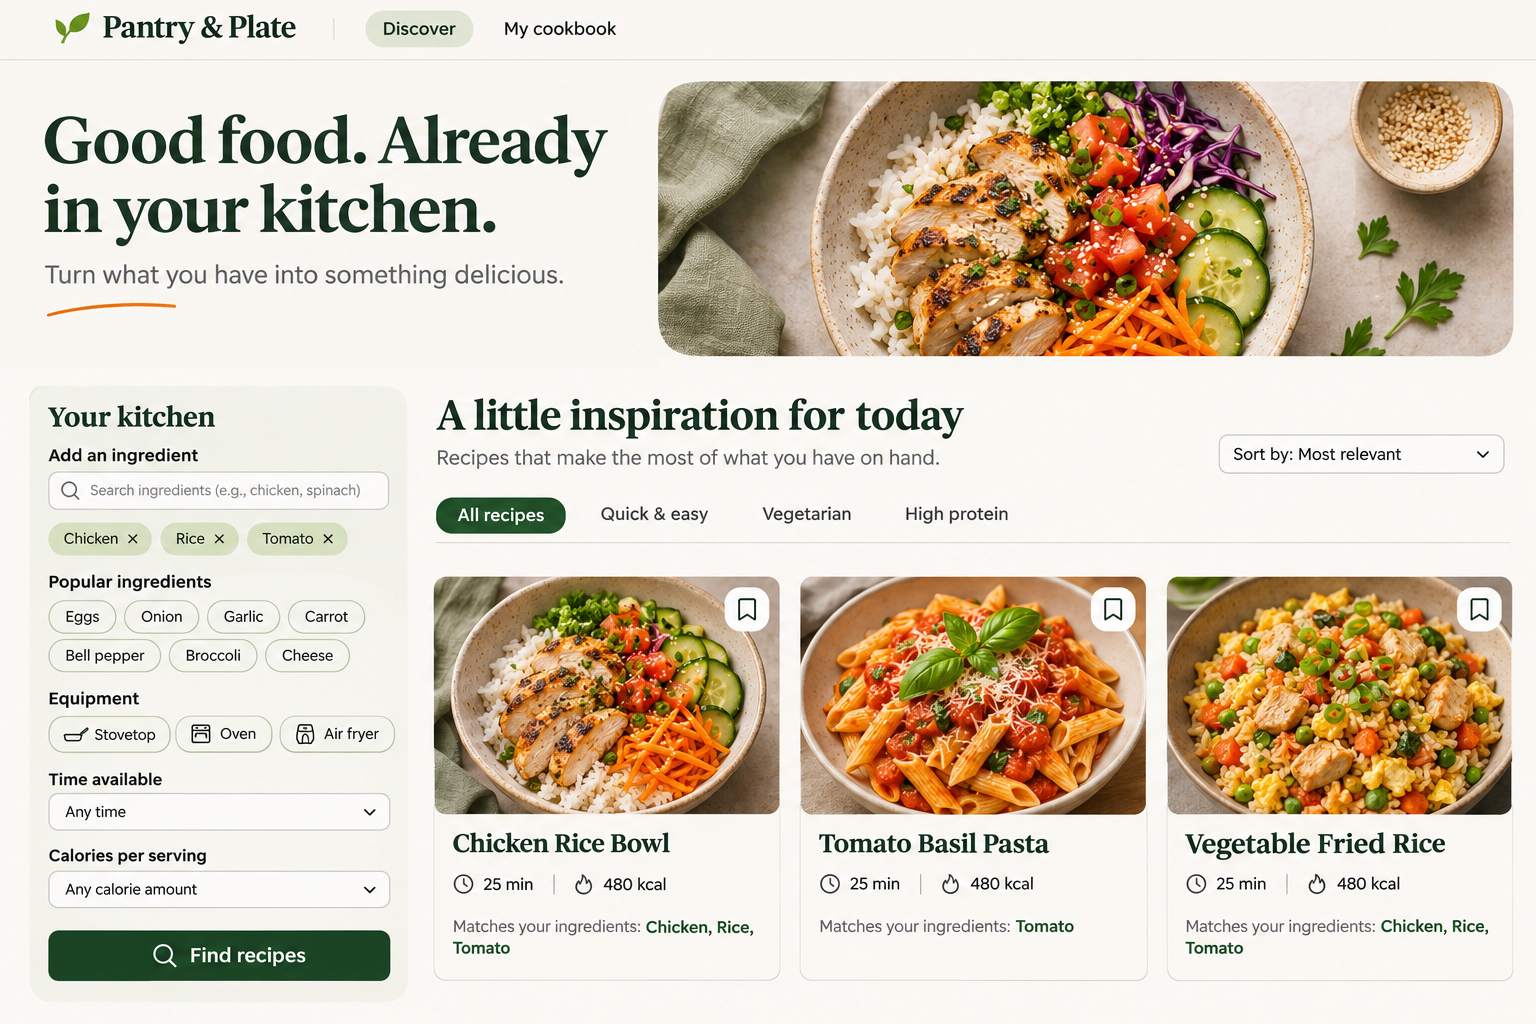 Pantry & Plate
Discover
My cookbook
Good food. Already
in your kitchen.
Turn what you have into something delicious.
Your kitchen
Add an ingredient
Search ingredients (e.g., chicken, spinach)
Chicken ×
Rice ×
Tomato ×
Popular ingredients
Eggs
Onion
Garlic
Carrot
Bell pepper
Broccoli
Cheese
Equipment
Stovetop
Oven
Air fryer
Time available
Any time
Calories per serving
Any calorie amount
Find recipes
A little inspiration for today
Recipes that make the most of what you have on hand.
Sort by: Most relevant
All recipes
Quick & easy
Vegetarian
High protein
Chicken Rice Bowl
25 min
480 kcal
Matches your ingredients: Chicken, Rice,
Tomato
Tomato Basil Pasta
25 min
480 kcal
Matches your ingredients: Tomato
Vegetable Fried Rice
25 min
480 kcal
Matches your ingredients: Chicken, Rice,
Tomato